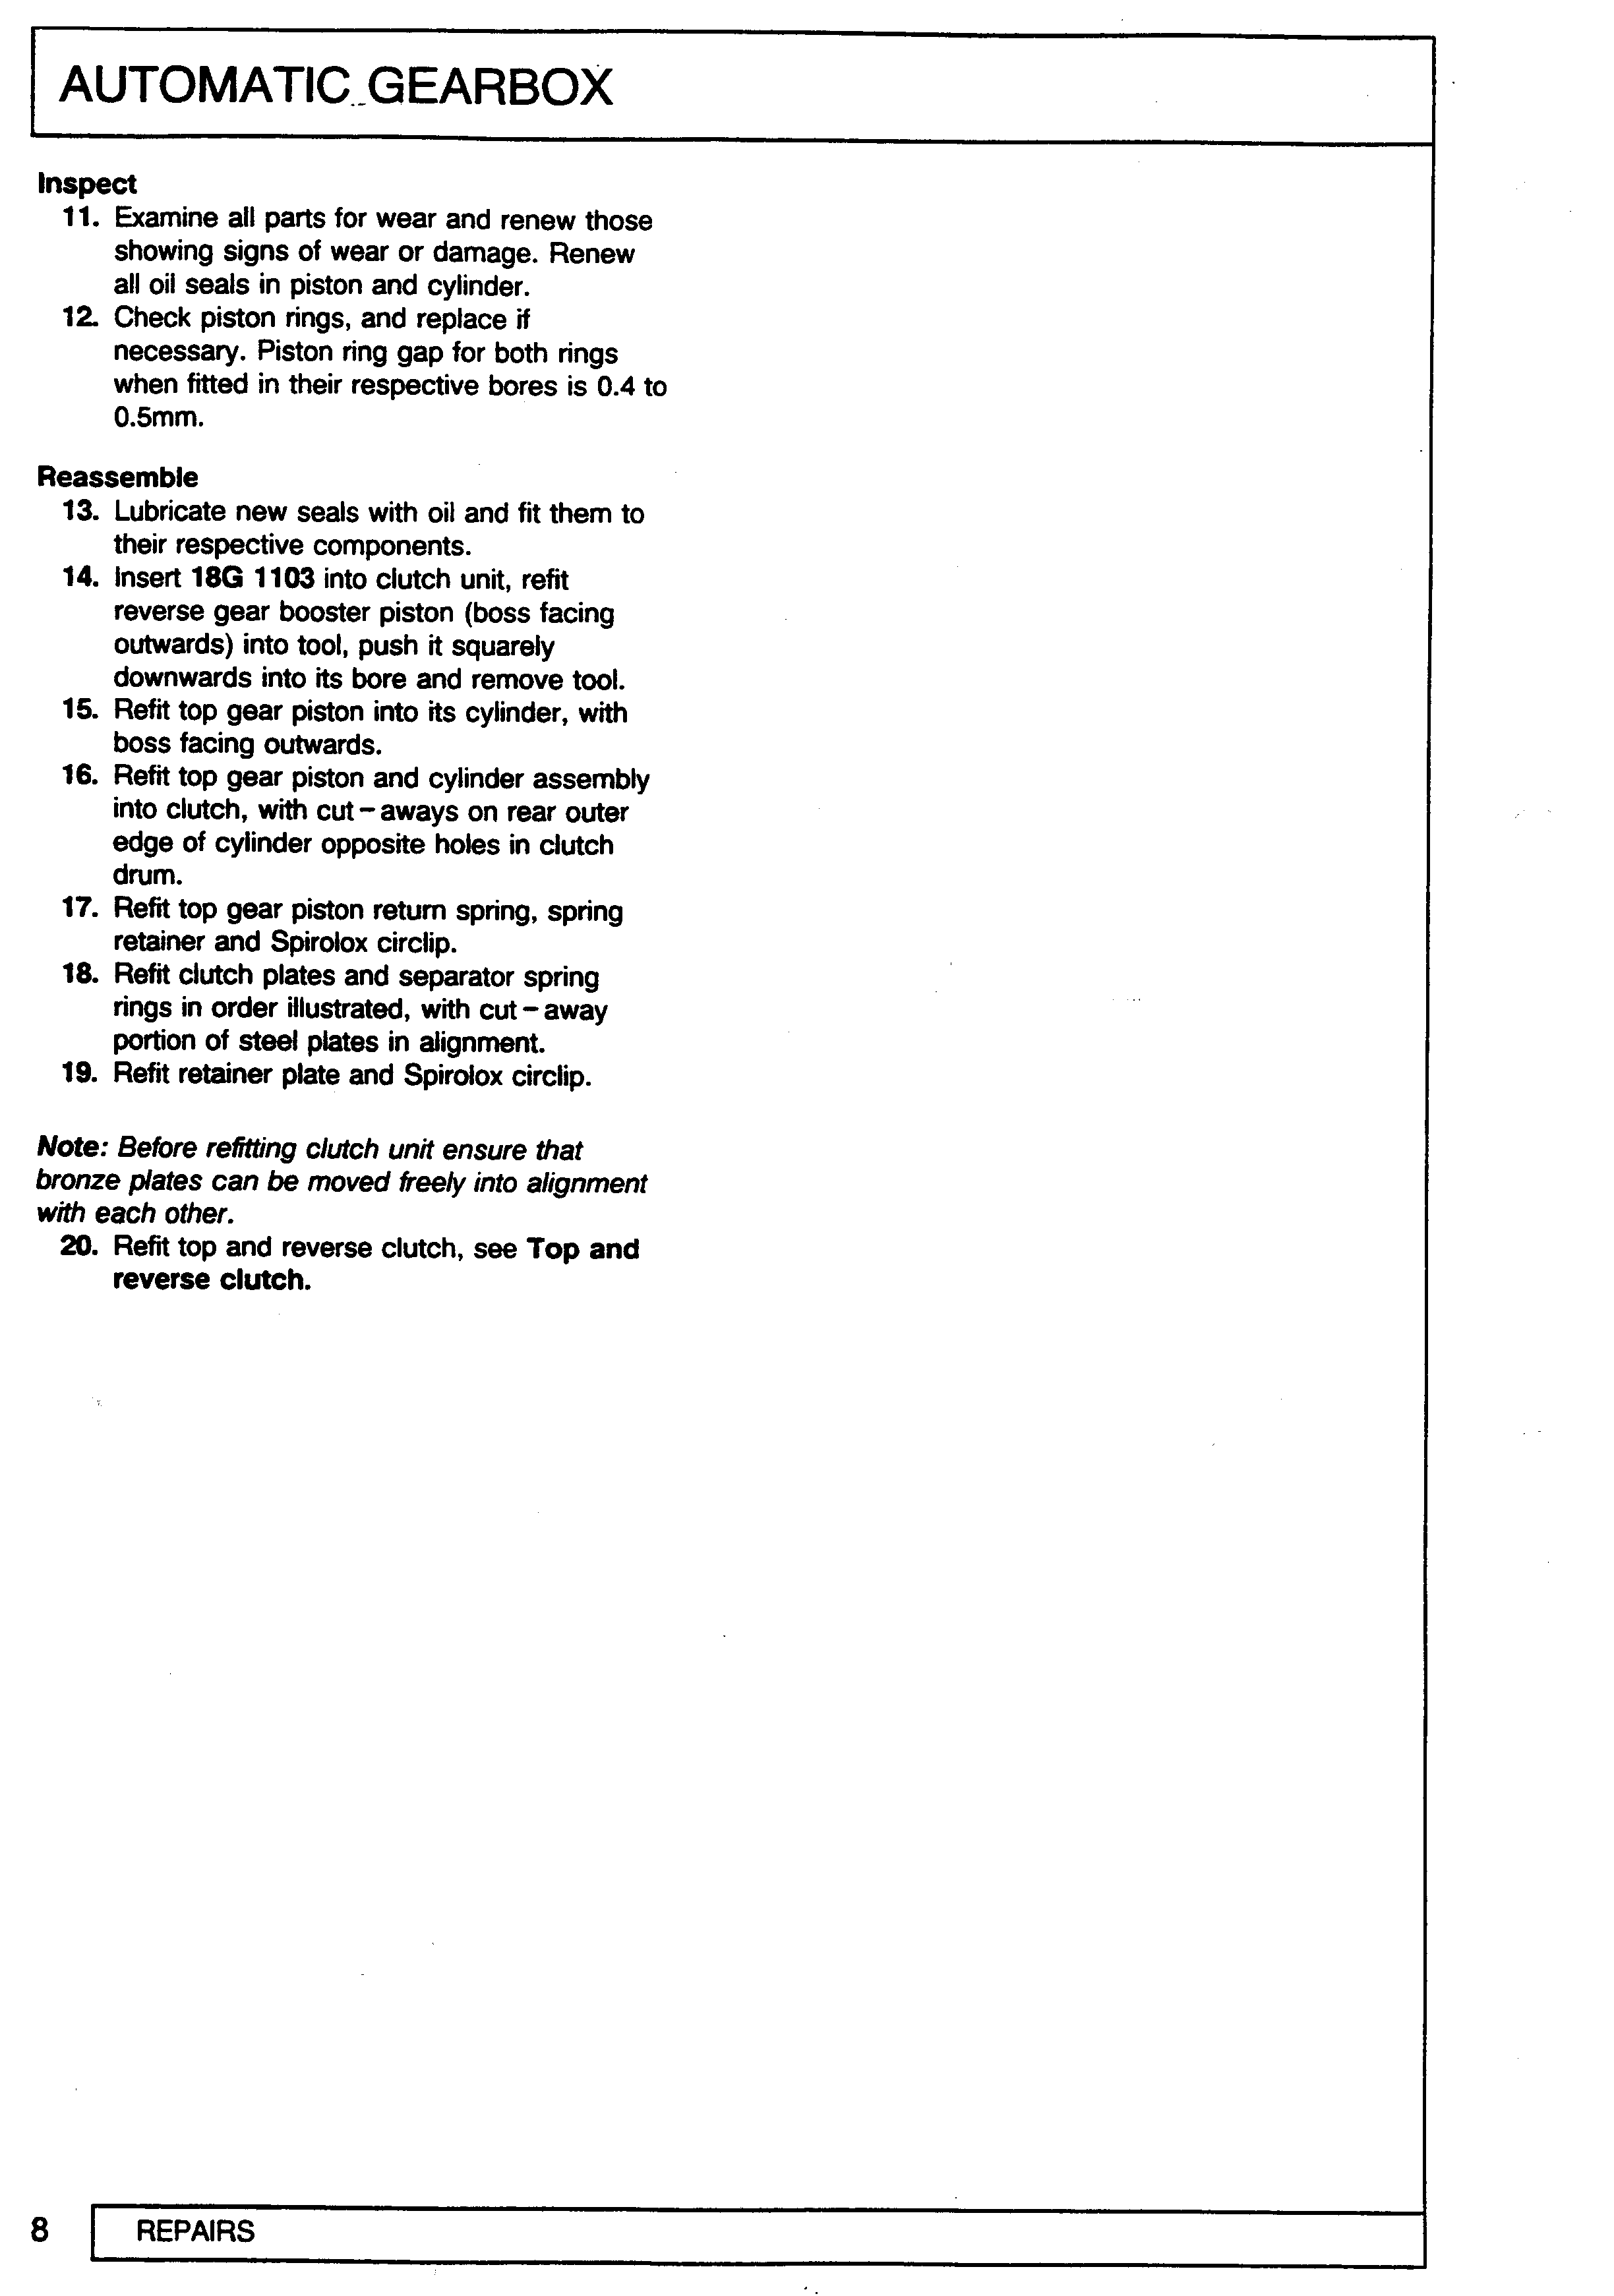 AUTOMATIC GEARBOX
Inspect
11. Examine all parts for wear and renew those
showing signs of wear or damage. Renew
all oil seals in piston and cylinder.
12. Check piston rings, and replace if
necessary. Piston ring gap for both rings
when fitted in their respective bores is 0.4 to
0.5mm.
Reassemble
13. Lubricate new seals with oil and fit them to
their respective components.
14. Insert 18G 1103 into clutch unit, refit
reverse gear booster piston (boss facing
outwards) into tool, push it squarely
downwards into its bore and remove tool.
15. Refit top gear piston into its cylinder, with
boss facing outwards.
16. Refit top gear piston and cylinder assembly
into clutch, with cut – aways on rear outer
edge of cylinder opposite holes in clutch
drum.
17. Refit top gear piston return spring, spring
retainer and Spirolox circlip.
18. Refit clutch plates and separator spring
rings in order illustrated, with cut – away
portion of steel plates in alignment.
19. Refit retainer plate and Spirolox circlip.
Note: Before refitting clutch unit ensure that
bronze plates can be moved freely into alignment
with each other.
20. Refit top and reverse clutch, see Top and
reverse clutch.
8 REPAIRS